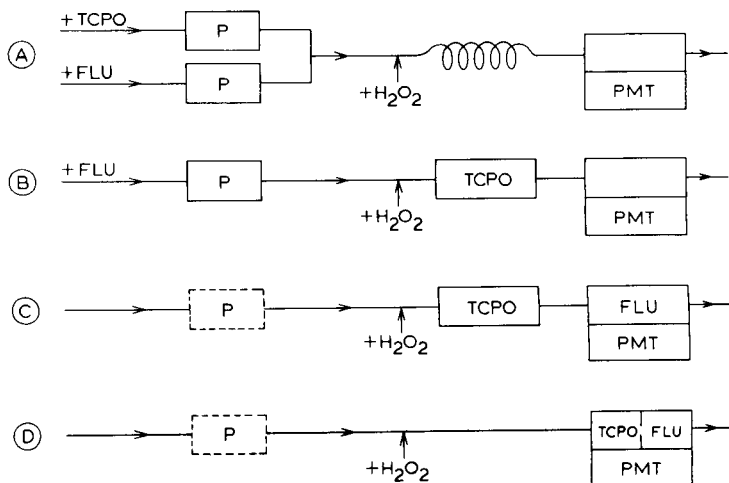 +TCPO
P
A
+FLU
P
+H₂O₂
PMT
+FLU
B
P
TCPO
+H₂O₂
PMT
C
P
TCPO
FLU
+H₂O₂
PMT
D
P
TCPO FLU
+H₂O₂
PMT